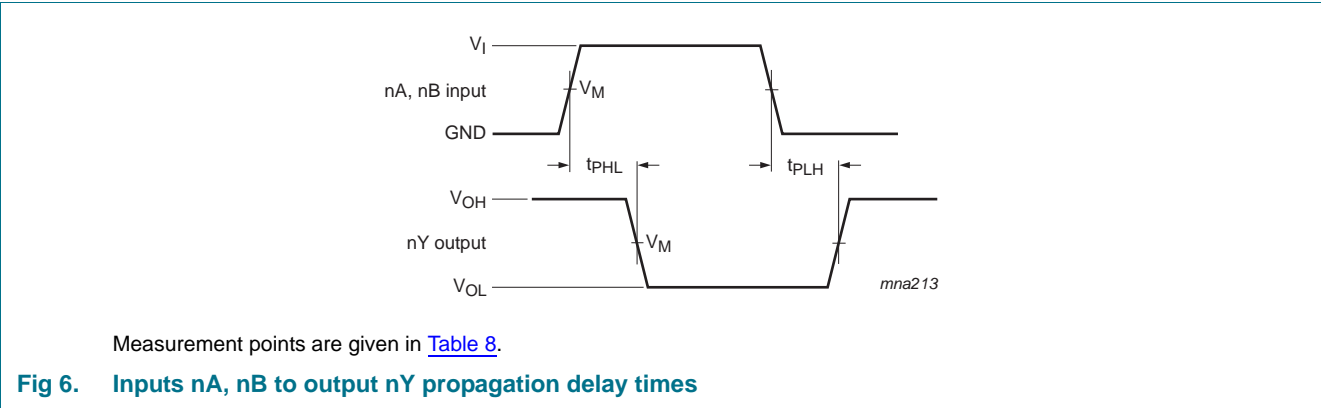 VI
nA, nB input
VM
GND
tPHL
tPLH
VOH
nY output
VM
VOL
mna213
Measurement points are given in Table 8.
Fig 6. Inputs nA, nB to output nY propagation delay times